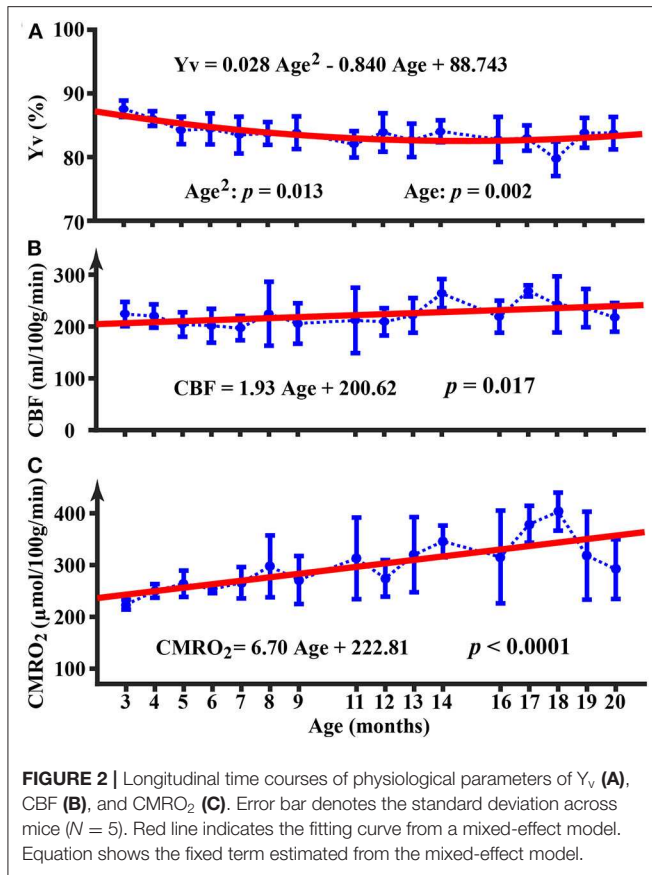 A
100
90
80
70
Yv (%)
Yv = 0.028 Age² - 0.840 Age + 88.743
Age²: p = 0.013 Age: p = 0.002
B
300
200
100
0
CBF (ml/100g/min)
CBF = 1.93 Age + 200.62 p = 0.017
C
400
300
200
100
CMRO₂ (µmol/100g/min)
CMRO₂= 6.70 Age + 222.81 p < 0.0001
3 4 5 6 7 8 9 11 12 13 14 16 17 18 19 20
Age (months)
FIGURE 2 | Longitudinal time courses of physiological parameters of Yᵥ (A),
CBF (B), and CMRO₂ (C). Error bar denotes the standard deviation across
mice (N = 5). Red line indicates the fitting curve from a mixed-effect model.
Equation shows the fixed term estimated from the mixed-effect model.